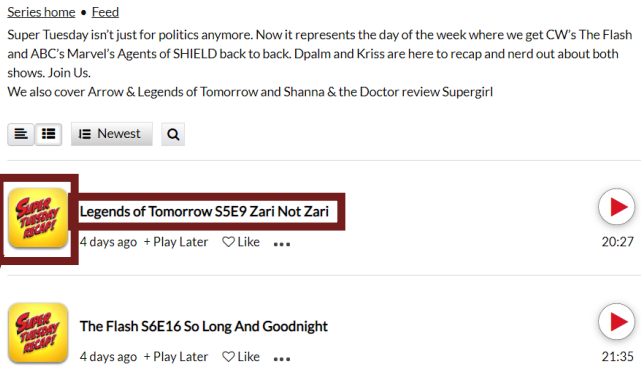 Series home • Feed
Super Tuesday isn't just for politics anymore. Now it represents the day of the week where we get CW's The Flash
and ABC's Marvel's Agents of SHIELD back to back. Dpalm and Kriss are here to recap and nerd out about both
shows. Join Us.
We also cover Arrow & Legends of Tomorrow and Shanna & the Doctor review Supergirl
Newest
SUPER
TUESDAY
RECAP!
Legends of Tomorrow S5E9 Zari Not Zari
4 days ago + Play Later Like •••
20:27
SUPER
TUESDAY
RECAP!
The Flash S6E16 So Long And Goodnight
4 days ago + Play Later Like •••
21:35